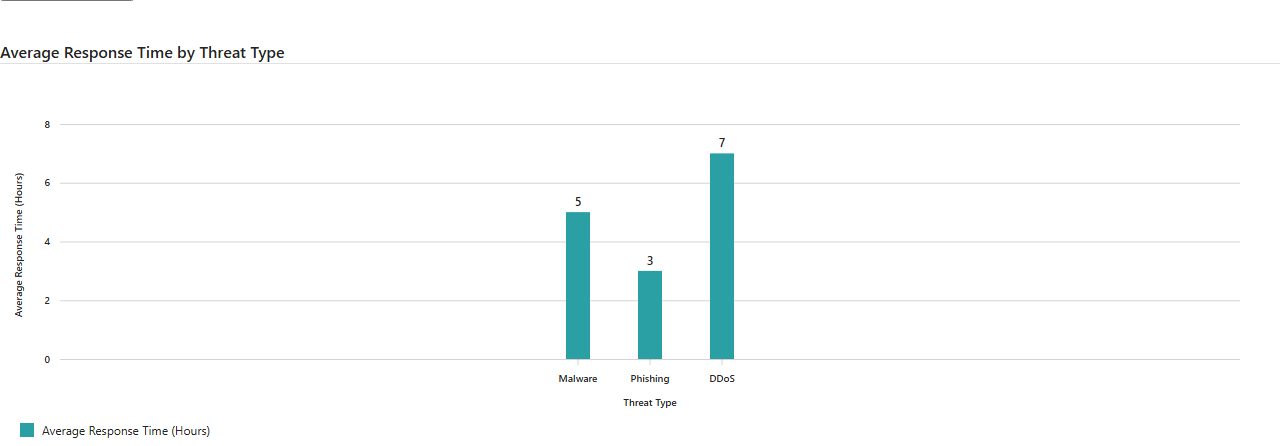 Average Response Time by Threat Type
Average Response Time (Hours)
8
6
4
2
0
5
3
7
Malware
Phishing
DDoS
Threat Type
Average Response Time (Hours)